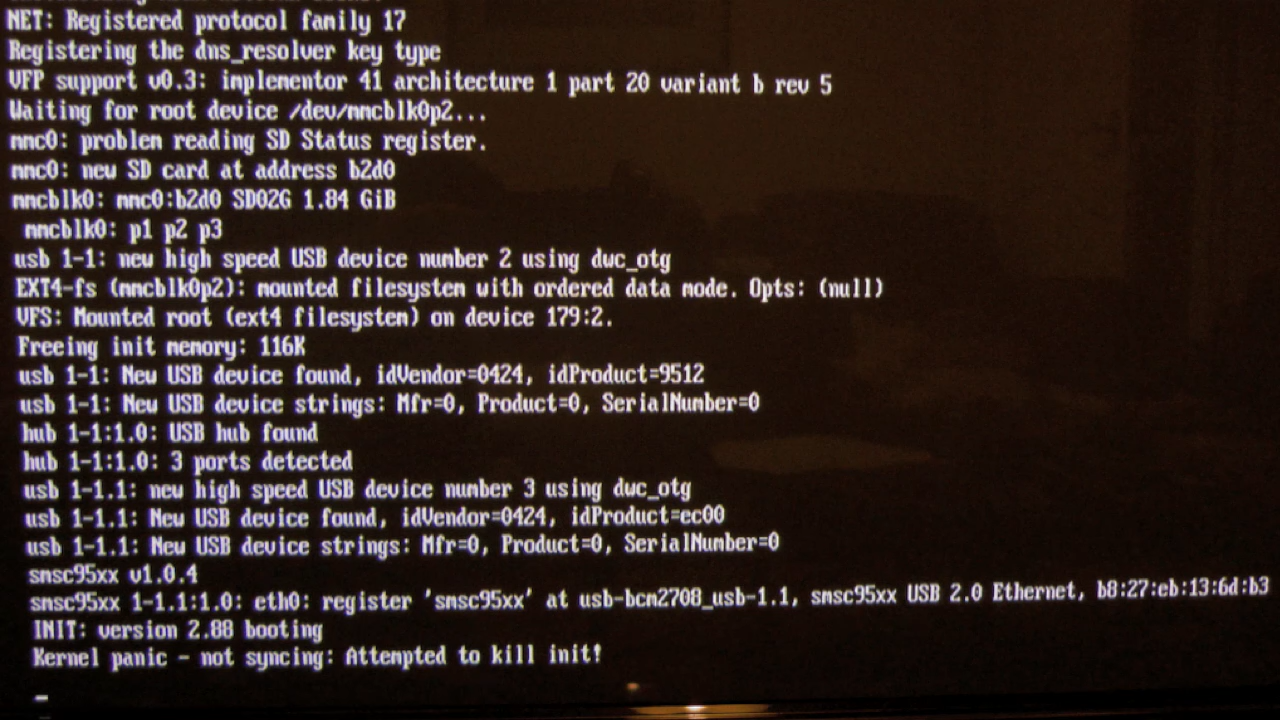 NET: Registered protocol family 17
Registering the dns_resolver key type
VFP support v0.3: implementor 41 architecture 1 part 20 variant b rev 5
Waiting for root device /dev/mmcblk0p2...
mmc0: problem reading SD Status register.
mmc0: new SD card at address b2d0
mmcblk0: mmc0:b2d0 SD02G 1.84 GiB
mmcblk0: p1 p2 p3
usb 1-1: new high speed USB device number 2 using dwc_otg
EXT4-fs (mmcblk0p2): mounted filesystem with ordered data mode. Opts: (null)
VFS: Mounted root (ext4 filesystem) on device 179:2.
Freeing init memory: 116K
usb 1-1: New USB device found, idVendor=0424, idProduct=9512
usb 1-1: New USB device strings: Mfr=0, Product=0, SerialNumber=0
hub 1-1:1.0: USB hub found
hub 1-1:1.0: 3 ports detected
usb 1-1.1: new high speed USB device number 3 using dwc_otg
usb 1-1.1: New USB device found, idVendor=0424, idProduct=ec00
usb 1-1.1: New USB device strings: Mfr=0, Product=0, SerialNumber=0
smsc95xx v1.0.4
smsc95xx 1-1.1:1.0: eth0: register 'smsc95xx' at usb-bcm2708_usb-1.1, smsc95xx USB 2.0 Ethernet, b8:27:eb:13:6d:b3
INIT: version 2.88 booting
Kernel panic - not syncing: Attempted to kill init!